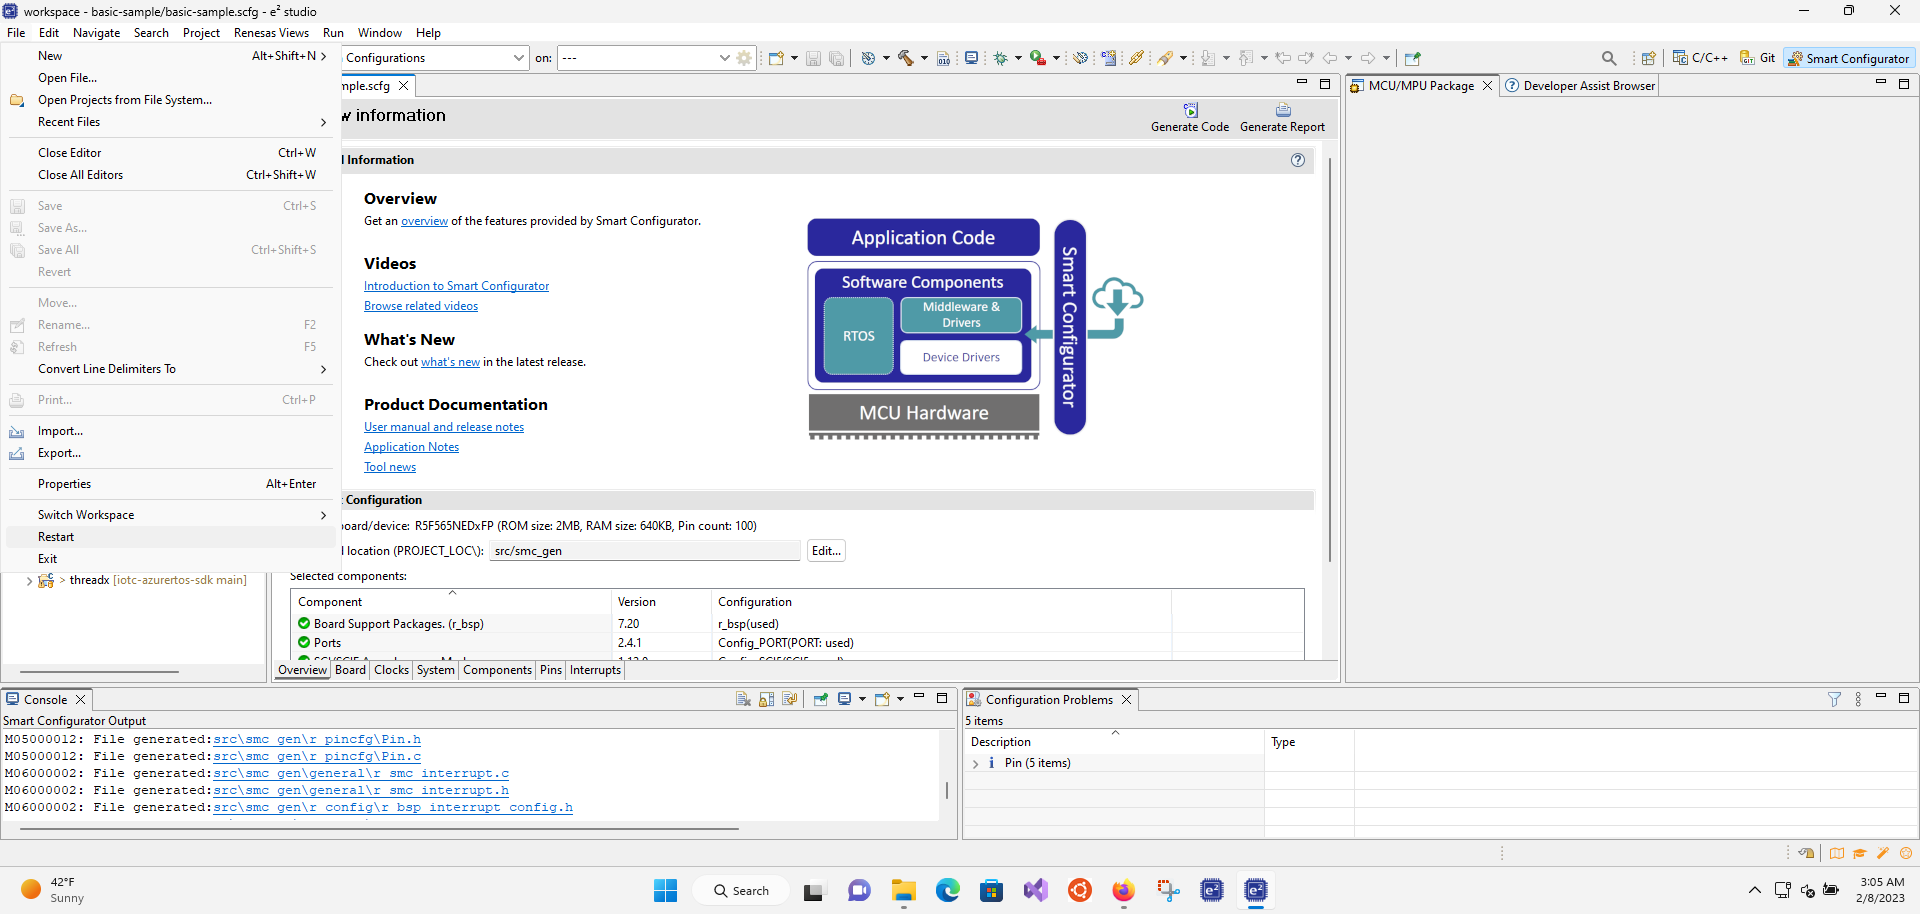 workspace - basic-sample/basic-sample.scfg - e² studio
File Edit Navigate Search Project Renesas Views Run Window Help
New Alt+Shift+N
Open File...
Open Projects from File System...
Recent Files
Close Editor Ctrl+W
Close All Editors Ctrl+Shift+W
Save Ctrl+S
Save As...
Save All Ctrl+Shift+S
Revert
Move...
Rename... F2
Refresh F5
Convert Line Delimiters To
Print... Ctrl+P
Import...
Export...
Properties Alt+Enter
Switch Workspace
Restart
Exit
> threadx [iotc-azurertos-sdk main]
Configurations on: ---
C/C++ Git Smart Configurator
mple.scfg
w information
Generate Code Generate Report
Information
Overview
Get an overview of the features provided by Smart Configurator.
Videos
Introduction to Smart Configurator
Browse related videos
What's New
Check out what's new in the latest release.
Product Documentation
User manual and release notes
Application Notes
Tool news
Application Code
Software Components
RTOS
Middleware &
Drivers
Device Drivers
MCU Hardware
Smart Configurator
Configuration
oard/device: R5F565NEDxFP (ROM size: 2MB, RAM size: 640KB, Pin count: 100)
location (PROJECT_LOC\): src/smc_gen Edit...
Selected components:
Component Version Configuration
Board Support Packages. (r_bsp) 7.20 r_bsp(used)
Ports 2.4.1 Config_PORT(PORT: used)
Overview Board Clocks System Components Pins Interrupts
MCU/MPU Package Developer Assist Browser
Console
Smart Configurator Output
M05000012: File generated:src\smc_gen\r_pincfg\Pin.h
M05000012: File generated:src\smc_gen\r_pincfg\Pin.c
M06000002: File generated:src\smc_gen\general\r_smc_interrupt.c
M06000002: File generated:src\smc_gen\general\r_smc_interrupt.h
M06000002: File generated:src\smc_gen\r_config\r_bsp_interrupt_config.h
Configuration Problems
5 items
Description Type
Pin (5 items)
42°F
Sunny
Search
3:05 AM
2/8/2023